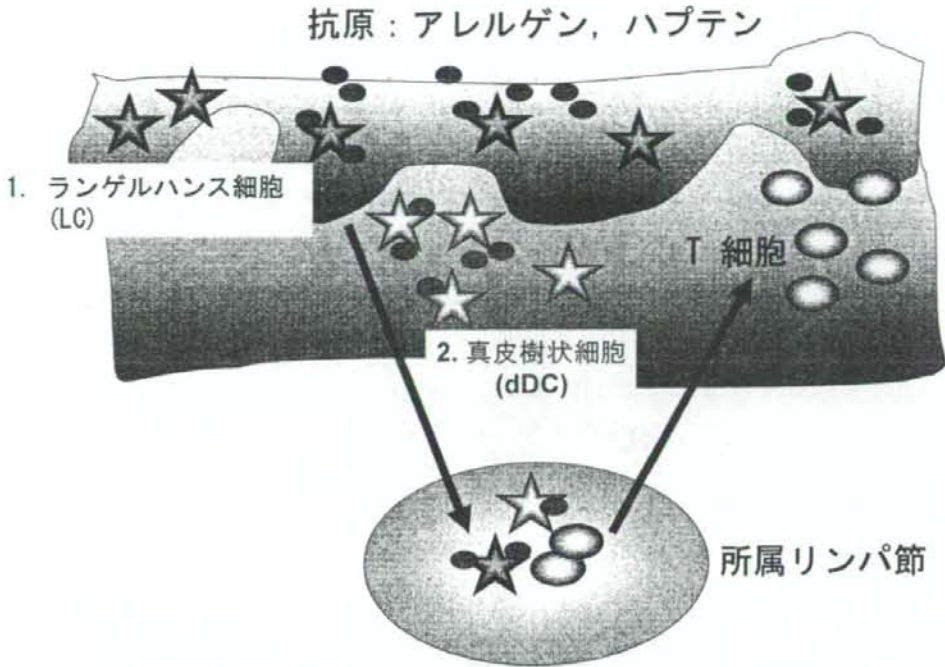 抗原：アレルゲン，ハプテン
1. ランゲルハンス細胞
(LC)
T 細胞
2. 真皮樹状細胞
(dDC)
所属リンパ節